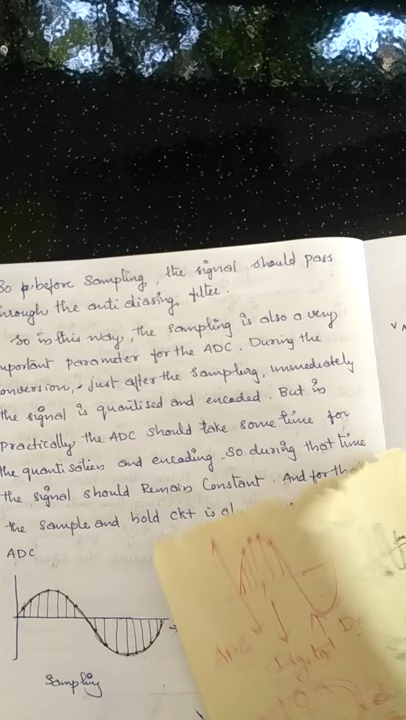 So before sampling, the signal should pass
through the anti aliasing filter.
So in this way, the sampling is also a very
important parameter for the ADC. During the
conversion, just after the sampling, immediately
the signal is quantised and encoded. But in
practically the ADC should take some time for
the quantisation and encoding. So during that time
the signal should Remain Constant. And for
the sample and hold ckt is
ADC
Sampling